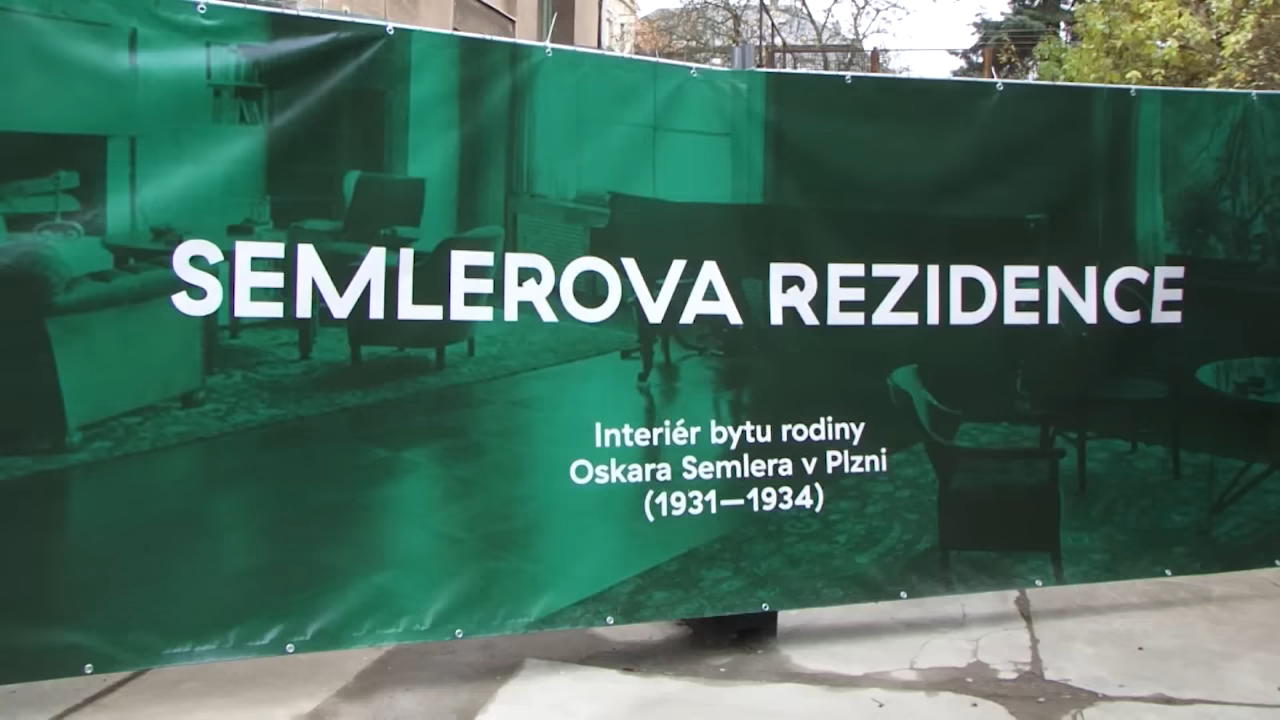 SEMLEROVA REZIDENCE
Interiér bytu rodiny
Oskara Semlera v Plzni
(1931—1934)